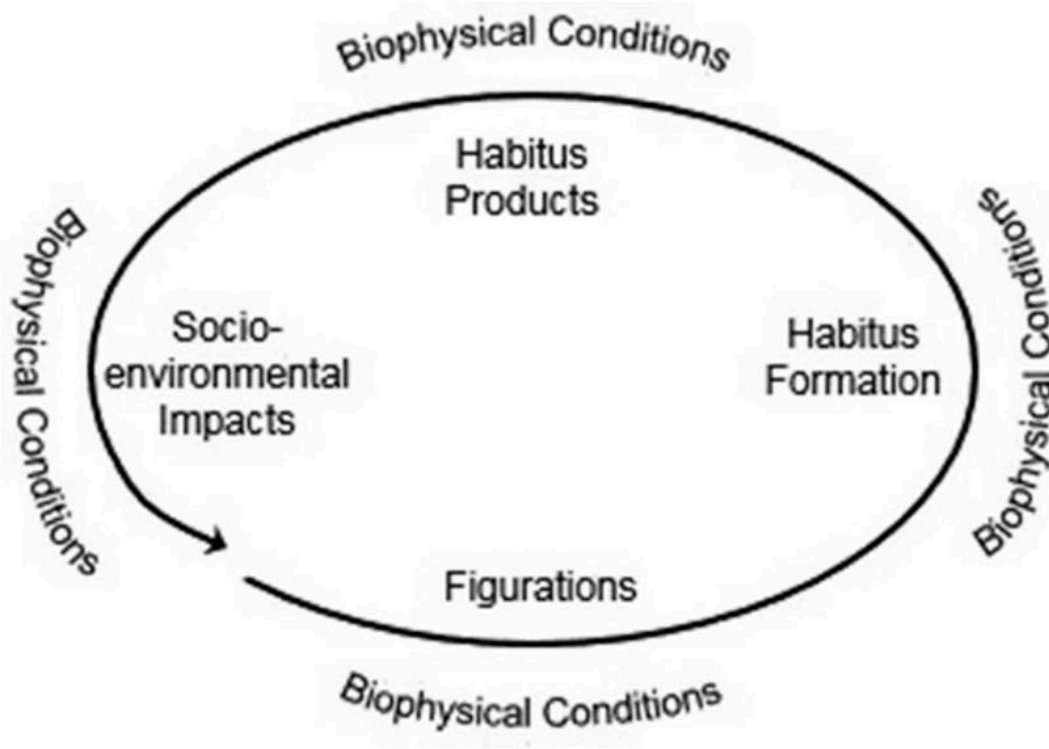 Biophysical Conditions
Habitus
Products
Biophysical Conditions
Biophysical Conditions
Socio-
environmental
Impacts
Habitus
Formation
Figurations
Biophysical Conditions